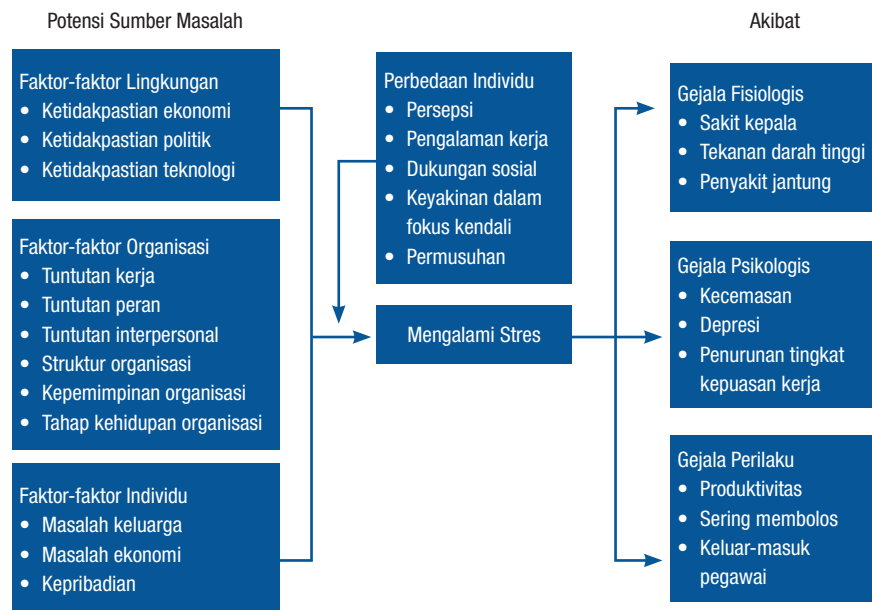 Potensi Sumber Masalah
Faktor-faktor Lingkungan
• Ketidakpastian ekonomi
• Ketidakpastian politik
• Ketidakpastian teknologi
Faktor-faktor Organisasi
• Tuntutan kerja
• Tuntutan peran
• Tuntutan interpersonal
• Struktur organisasi
• Kepemimpinan organisasi
• Tahap kehidupan organisasi
Faktor-faktor Individu
• Masalah keluarga
• Masalah ekonomi
• Kepribadian
Perbedaan Individu
• Persepsi
• Pengalaman kerja
• Dukungan sosial
• Keyakinan dalam
fokus kendali
• Permusuhan
Mengalami Stres
Akibat
Gejala Fisiologis
• Sakit kepala
• Tekanan darah tinggi
• Penyakit jantung
Gejala Psikologis
• Kecemasan
• Depresi
• Penurunan tingkat
kepuasan kerja
Gejala Perilaku
• Produktivitas
• Sering membolos
• Keluar-masuk
pegawai